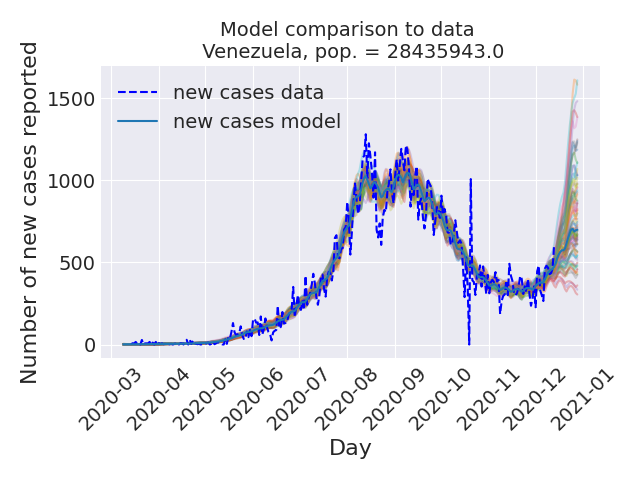 Model comparison to data
Venezuela, pop. = 28435943.0
Number of new cases reported
1500
1000
500
0
new cases data
new cases model
2020-03
2020-04
2020-05
2020-06
2020-07
2020-08
2020-09
2020-10
2020-11
2020-12
2021-01
Day